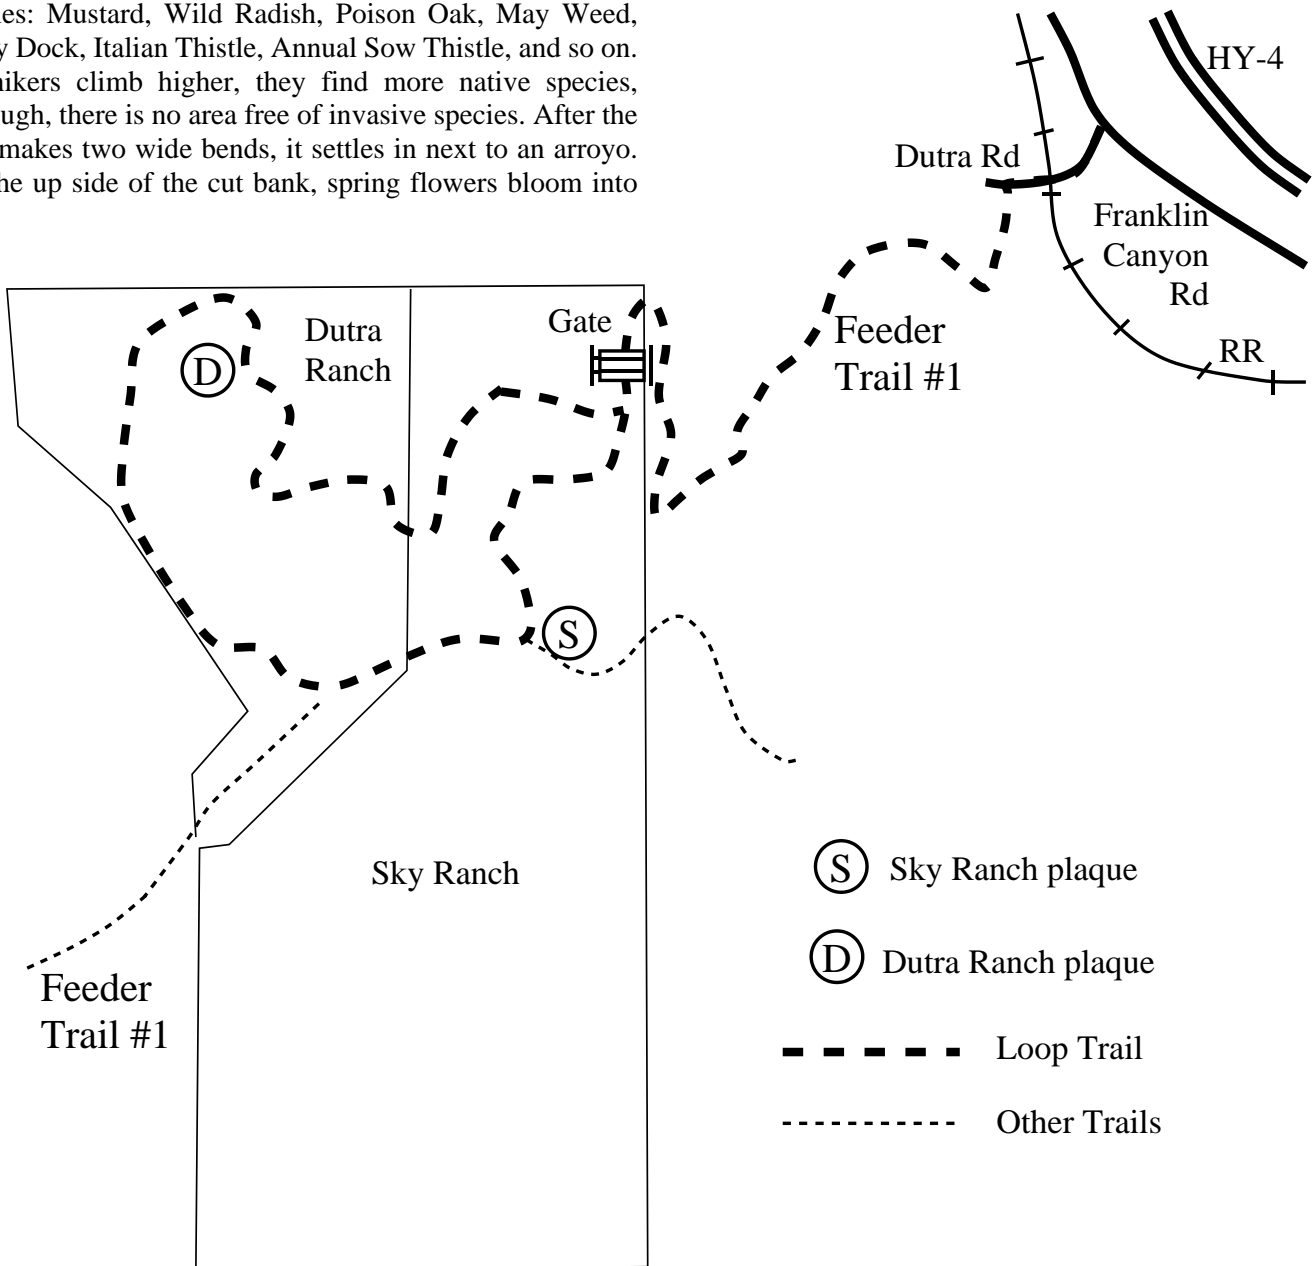 les: Mustard, Wild Radish, Poison Oak, May Weed,
y Dock, Italian Thistle, Annual Sow Thistle, and so on.
hikers climb higher, they find more native species,
ugh, there is no area free of invasive species. After the
makes two wide bends, it settles in next to an arroyo.
he up side of the cut bank, spring flowers bloom into
HY-4
Dutra Rd
Franklin
Canyon
Rd
RR
Feeder
Trail #1
Gate
Dutra
Ranch
D
S
Sky Ranch
Feeder
Trail #1
S Sky Ranch plaque
D Dutra Ranch plaque
Loop Trail
Other Trails